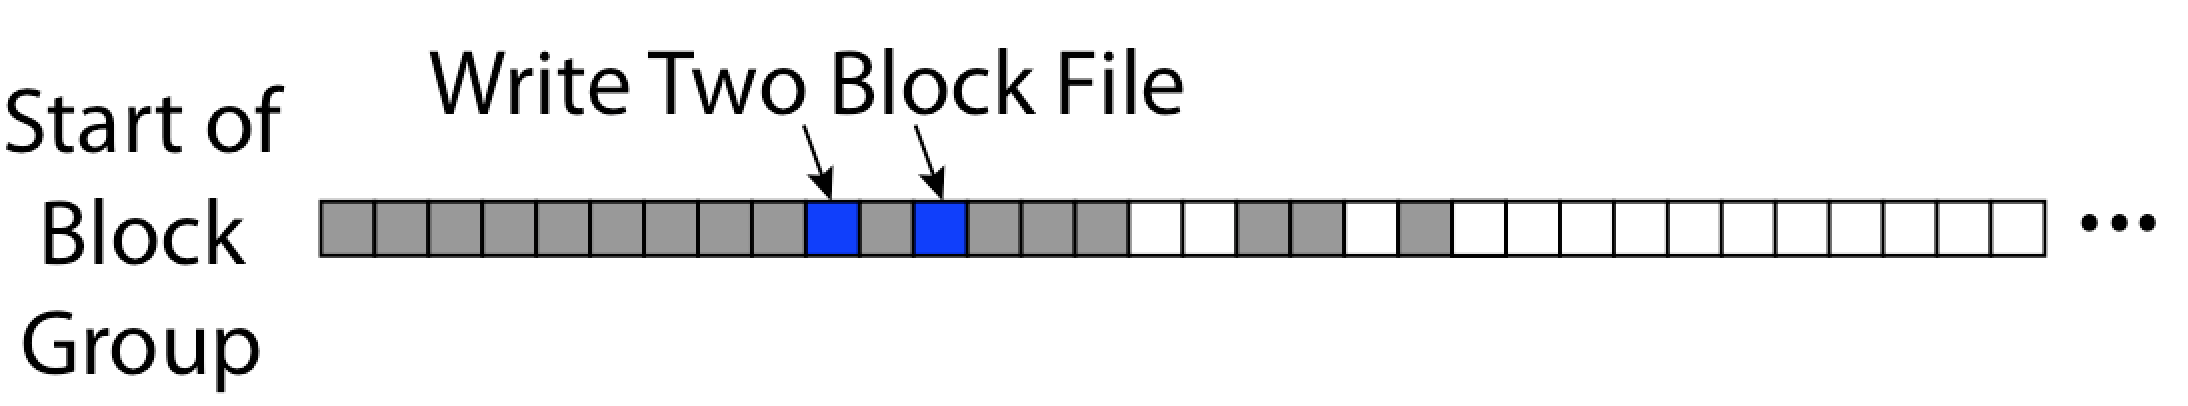 Write Two Block File
Start of
Block
Group
...